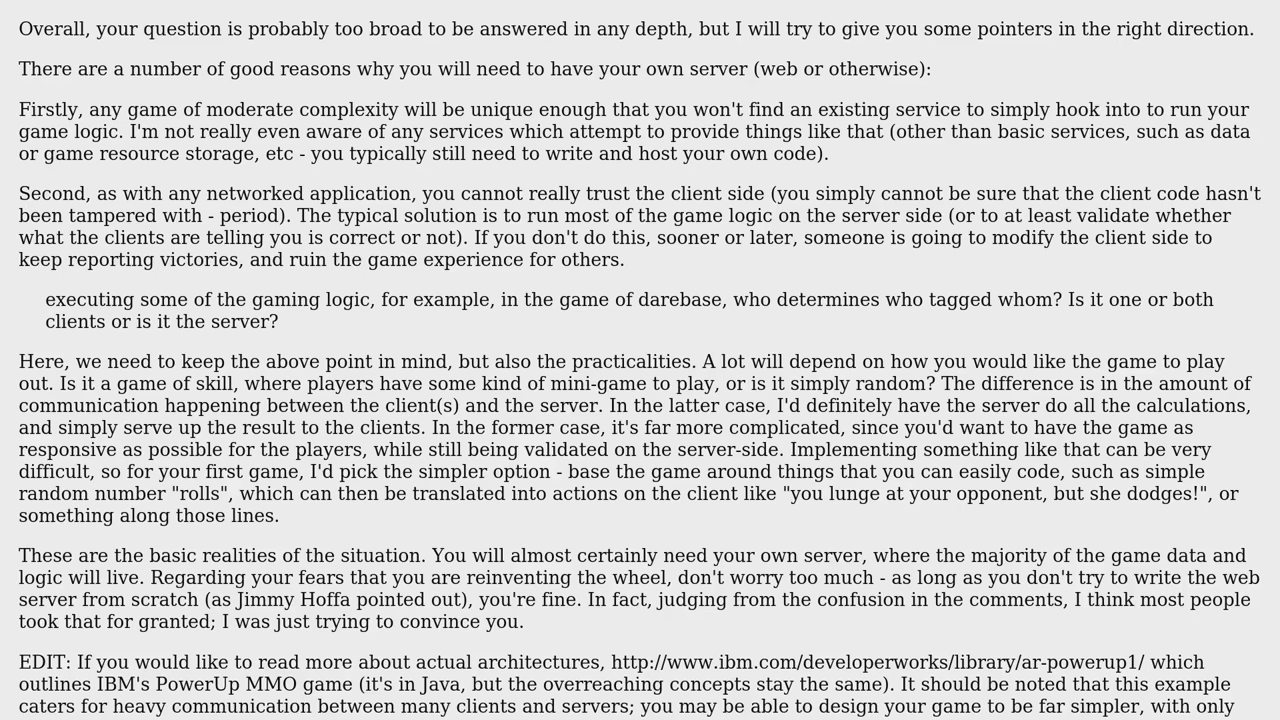 Overall, your question is probably too broad to be answered in any depth, but I will try to give you some pointers in the right direction.
There are a number of good reasons why you will need to have your own server (web or otherwise):
Firstly, any game of moderate complexity will be unique enough that you won't find an existing service to simply hook into to run your
game logic. I'm not really even aware of any services which attempt to provide things like that (other than basic services, such as data
or game resource storage, etc - you typically still need to write and host your own code).
Second, as with any networked application, you cannot really trust the client side (you simply cannot be sure that the client code hasn't
been tampered with - period). The typical solution is to run most of the game logic on the server side (or to at least validate whether
what the clients are telling you is correct or not). If you don't do this, sooner or later, someone is going to modify the client side to
keep reporting victories, and ruin the game experience for others.
executing some of the gaming logic, for example, in the game of darebase, who determines who tagged whom? Is it one or both
clients or is it the server?
Here, we need to keep the above point in mind, but also the practicalities. A lot will depend on how you would like the game to play
out. Is it a game of skill, where players have some kind of mini-game to play, or is it simply random? The difference is in the amount of
communication happening between the client(s) and the server. In the latter case, I'd definitely have the server do all the calculations,
and simply serve up the result to the clients. In the former case, it's far more complicated, since you'd want to have the game as
responsive as possible for the players, while still being validated on the server-side. Implementing something like that can be very
difficult, so for your first game, I'd pick the simpler option - base the game around things that you can easily code, such as simple
random number "rolls", which can then be translated into actions on the client like "you lunge at your opponent, but she dodges!", or
something along those lines.
These are the basic realities of the situation. You will almost certainly need your own server, where the majority of the game data and
logic will live. Regarding your fears that you are reinventing the wheel, don't worry too much - as long as you don't try to write the web
server from scratch (as Jimmy Hoffa pointed out), you're fine. In fact, judging from the confusion in the comments, I think most people
took that for granted; I was just trying to convince you.
EDIT: If you would like to read more about actual architectures, http://www.ibm.com/developerworks/library/ar-powerup1/ which
outlines IBM's PowerUp MMO game (it's in Java, but the overreaching concepts stay the same). It should be noted that this example
caters for heavy communication between many clients and servers; you may be able to design your game to be far simpler, with only